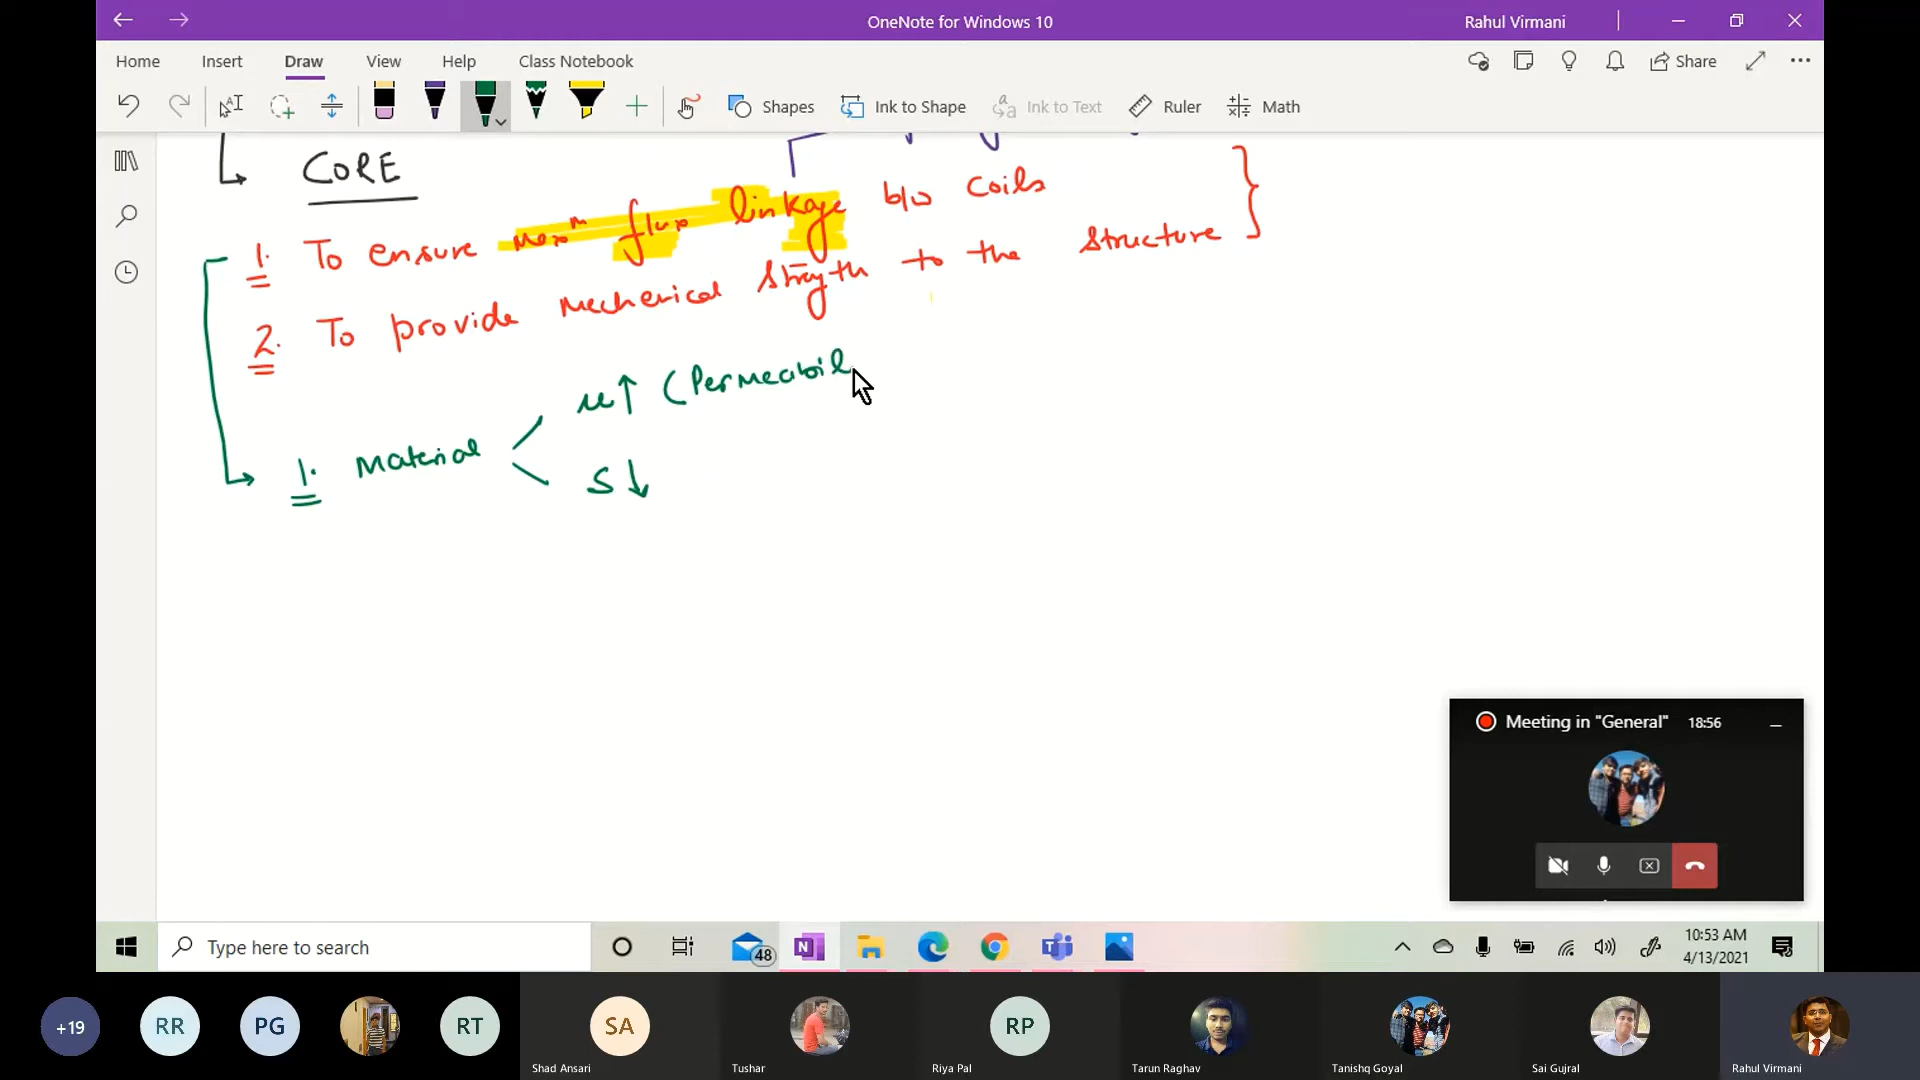 OneNote for Windows 10
Rahul Virmani
Home Insert Draw View Help Class Notebook
Share
Shapes Ink to Shape Ink to Text Ruler Math
CORE
1. To ensure maxᵐ flux linkage b/w coils
2. To provide mechanical strength to the structure
μ↑ (Permeabil
1. Material
S↓
Meeting in "General" 18:56
Type here to search
48
10:53 AM
4/13/2021
+19 RR PG RT SA RP
Shad Ansari Tushar Riya Pal Tarun Raghav Tanishq Goyal Sai Gujral Rahul Virmani